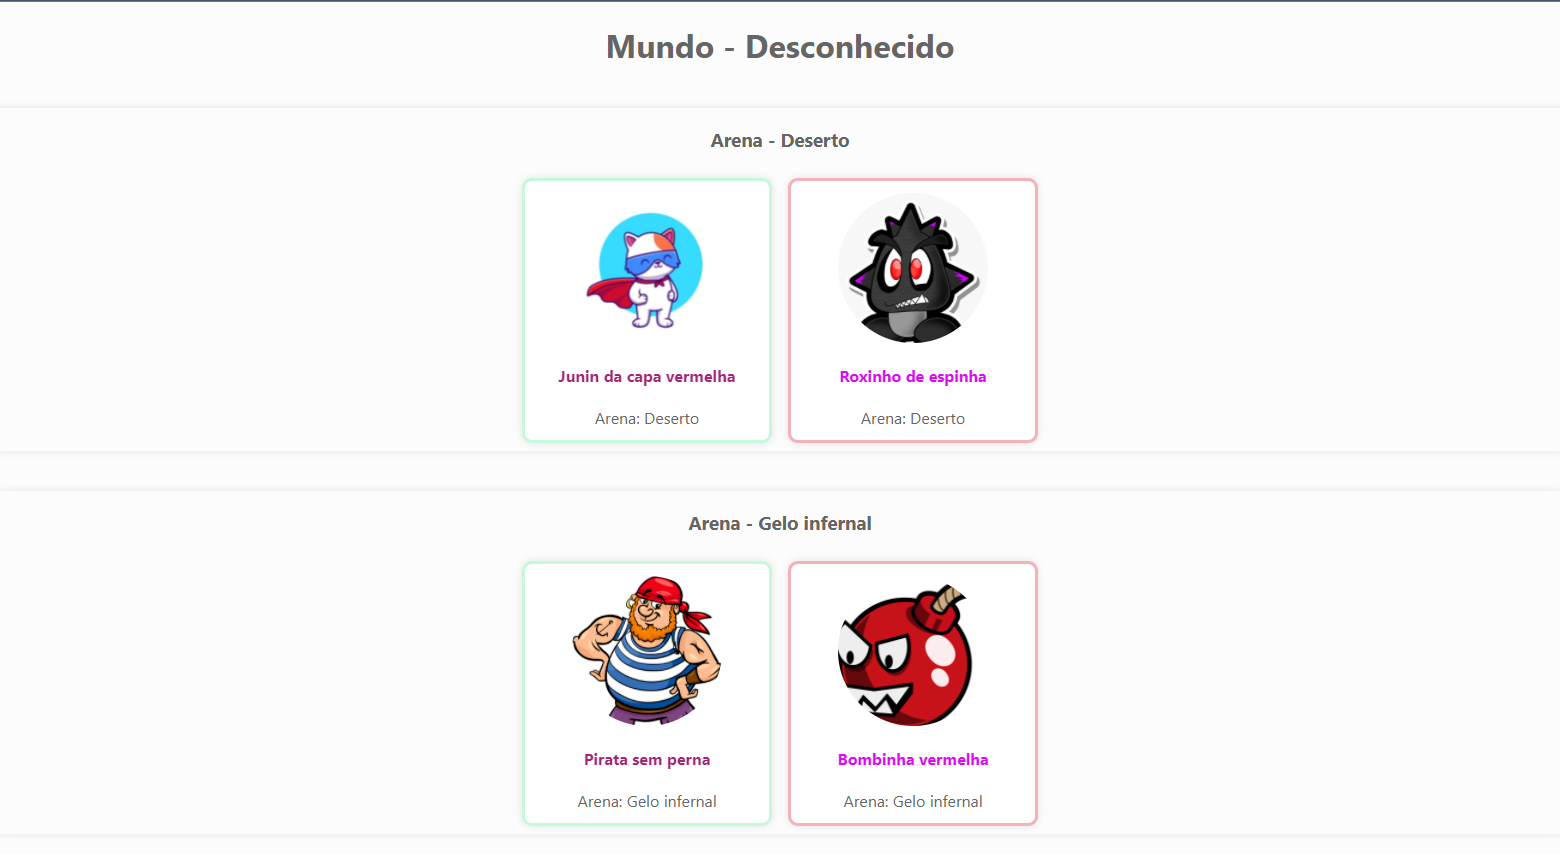 Mundo - Desconhecido
Arena - Deserto
Junin da capa vermelha
Arena: Deserto
Roxinho de espinha
Arena: Deserto
Arena - Gelo infernal
Pirata sem perna
Arena: Gelo infernal
Bombinha vermelha
Arena: Gelo infernal